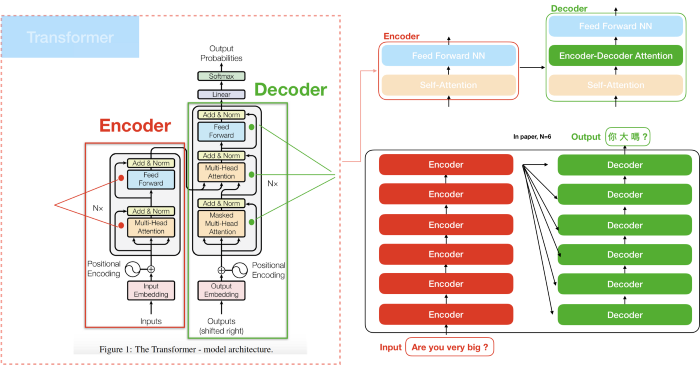 Transformer
Output
Probabilities
Softmax
Linear
Decoder
Add & Norm
Feed
Forward
Add & Norm
Multi-Head
Attention
N×
Add & Norm
Masked
Multi-Head
Attention
Encoder
Add & Norm
Feed
Forward
N×
Add & Norm
Multi-Head
Attention
Positional
Encoding
Positional
Encoding
Input
Embedding
Output
Embedding
Inputs
Outputs
(shifted right)
Figure 1: The Transformer - model architecture.
Encoder
Feed Forward NN
Self-Attention
Decoder
Feed Forward NN
Encoder-Decoder Attention
Self-Attention
In paper, N=6
Output
你 大 嗎 ?
Encoder
Encoder
Encoder
Encoder
Encoder
Encoder
Decoder
Decoder
Decoder
Decoder
Decoder
Decoder
Input
Are you very big ?